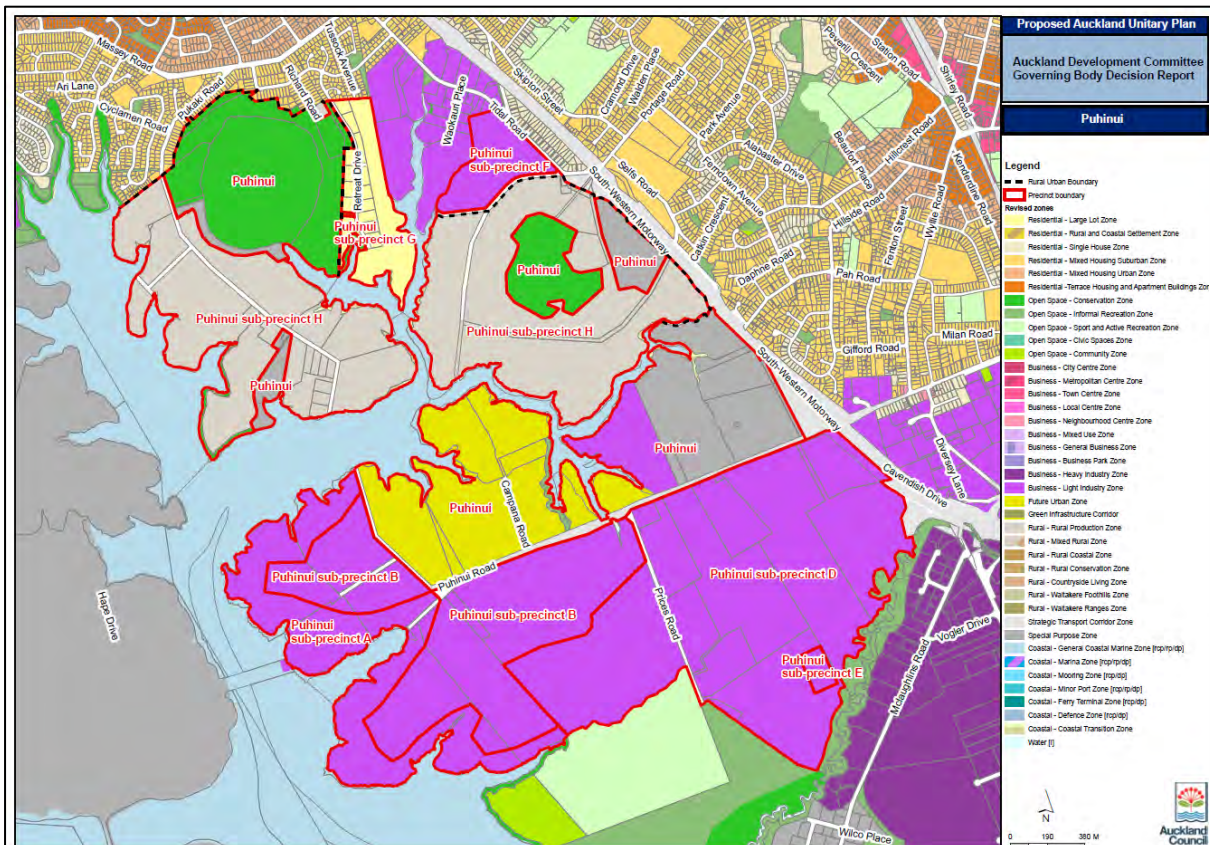 Proposed Auckland Unitary Plan
Auckland Development Committee
Governing Body Decision Report
Puhinui
Legend
Rural Urban Boundary
Precinct boundary
Revised zones
Residential - Large Lot Zone
Residential - Rural and Coastal Settlement Zone
Residential - Single House Zone
Residential - Mixed Housing Suburban Zone
Residential - Mixed Housing Urban Zone
Residential -Terrace Housing and Apartment Buildings Zon
Open Space - Conservation Zone
Open Space - Informal Recreation Zone
Open Space - Sport and Active Recreation Zone
Open Space - Civic Spaces Zone
Open Space - Community Zone
Business - City Centre Zone
Business - Metropolitan Centre Zone
Business - Town Centre Zone
Business - Local Centre Zone
Business - Neighbourhood Centre Zone
Business - Mixed Use Zone
Business - General Business Zone
Business - Business Park Zone
Business - Heavy Industry Zone
Business - Light Industry Zone
Future Urban Zone
Green Infrastructure Corridor
Rural - Rural Production Zone
Rural - Mixed Rural Zone
Rural - Rural Coastal Zone
Rural - Rural Conservation Zone
Rural - Countryside Living Zone
Rural - Waitakere Foothills Zone
Rural - Waitakere Ranges Zone
Strategic Transport Corridor Zone
Special Purpose Zone
Coastal - General Coastal Marine Zone [rcp/rp/dp]
Coastal - Marina Zone [rcp/rp/dp]
Coastal - Mooring Zone [rcp/dp]
Coastal - Minor Port Zone [rcp/rp/dp]
Coastal - Ferry Terminal Zone [rcp/dp]
Coastal - Defence Zone [rcp/dp]
Coastal - Coastal Transition Zone
Water [i]
N
0 190 380 M
Auckland
Council
Massey Road
Ari Lane
Cyclamen Road
Pukaki Road
Richard Road
Tussock Avenue
Waokauri Place
Tidal Road
Skipton Street
Cramond Drive
Walden Place
Portage Road
Peverill Crescent
Station Road
Shirley Road
Park Avenue
Alabaster Drive
Ferndown Avenue
Beaufort Place
Hillcrest Road
Kenderdine Road
Selfs Road
South-Western Motorway
Catkin Crescent
Hillside Road
Fenton Street
Wyllie Road
Daphne Road
Pah Road
Gifford Road
Milan Road
South-Western Motorway
Cavendish Drive
Diversey Lane
Retreat Drive
Puhinui
Puhinui
sub-precinct F
Puhinui
sub-precinct G
Puhinui
Puhinui
Puhinui sub-precinct H
Puhinui sub-precinct H
Puhinui
Puhinui
Puhinui
Campana Road
Puhinui Road
Puhinui sub-precinct B
Puhinui
sub-precinct A
Puhinui sub-precinct B
Prices Road
Puhinui sub-precinct D
Puhinui
sub-precinct E
Hape Drive
Mclaughlins Road
Vogler Drive
Wilco Place